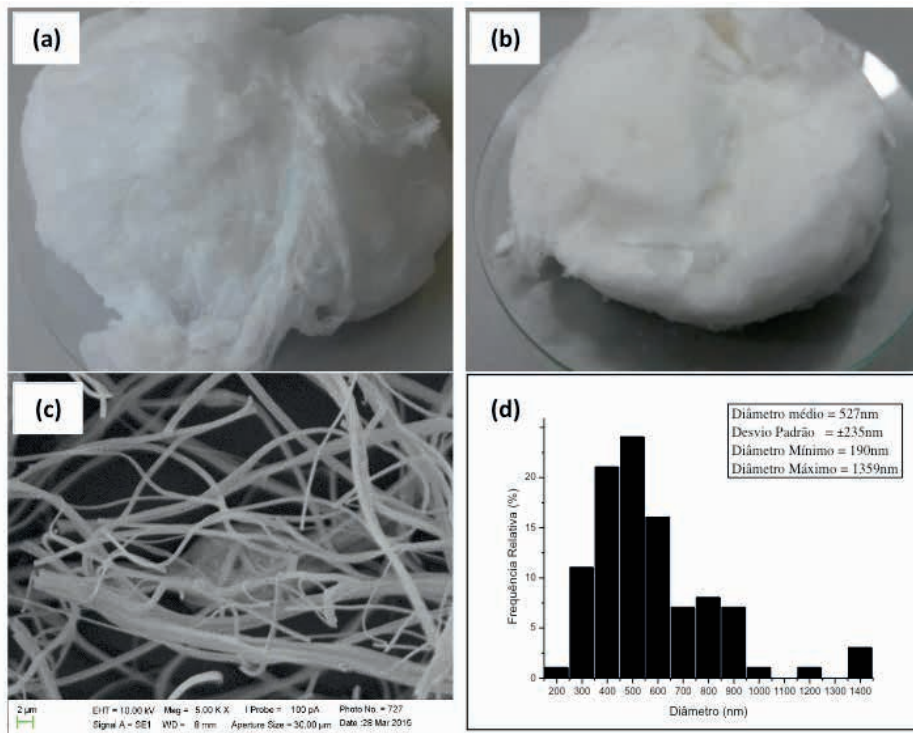 (a)
(b)
(c)
2 µm
EHT = 10.00 kV Mag = 5.00 K X I Probe = 100 pA Photo No. = 727
Signal A = SE1 WD = 8 mm Aperture Size = 30.00 µm Date :28 Mar 2016
(d)
Diâmetro médio = 527nm
Desvio Padrão = ±235nm
Diâmetro Mínimo = 190nm
Diâmetro Máximo = 1359nm
Frequência Relativa (%)
20
15
10
5
0
200 300 400 500 600 700 800 900 1000 1100 1200 1300 1400
Diâmetro (nm)